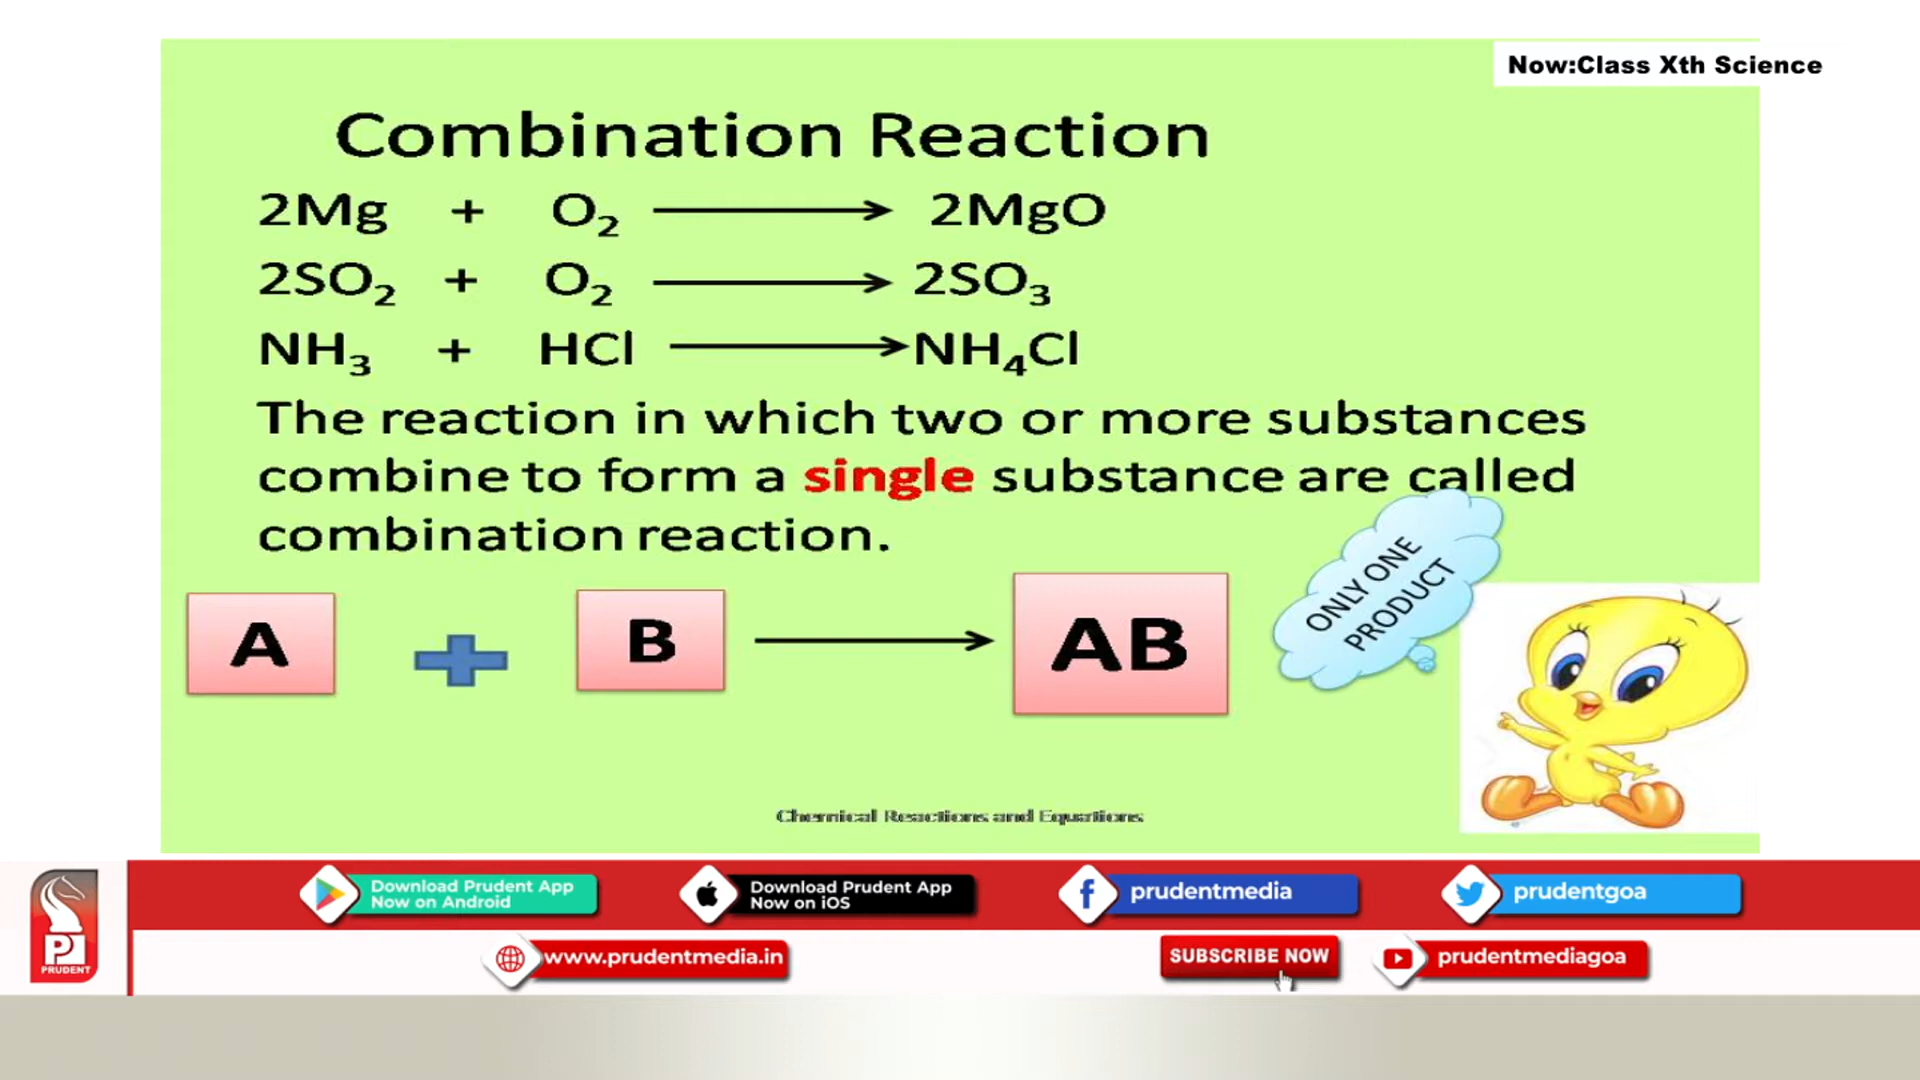 Now:Class Xth Science
Combination Reaction
2Mg + O₂ ⟶ 2MgO
2SO₂ + O₂ ⟶ 2SO₃
NH₃ + HCl ⟶ NH₄Cl
The reaction in which two or more substances
combine to form a single substance are called
combination reaction.
ONLY ONE
PRODUCT
A + B ⟶ AB
Chemical Reactions and Equations
Download Prudent App
Now on Android
Download Prudent App
Now on iOS
prudentmedia
prudentgoa
PRUDENT
www.prudentmedia.in
SUBSCRIBE NOW
prudentmediagoa